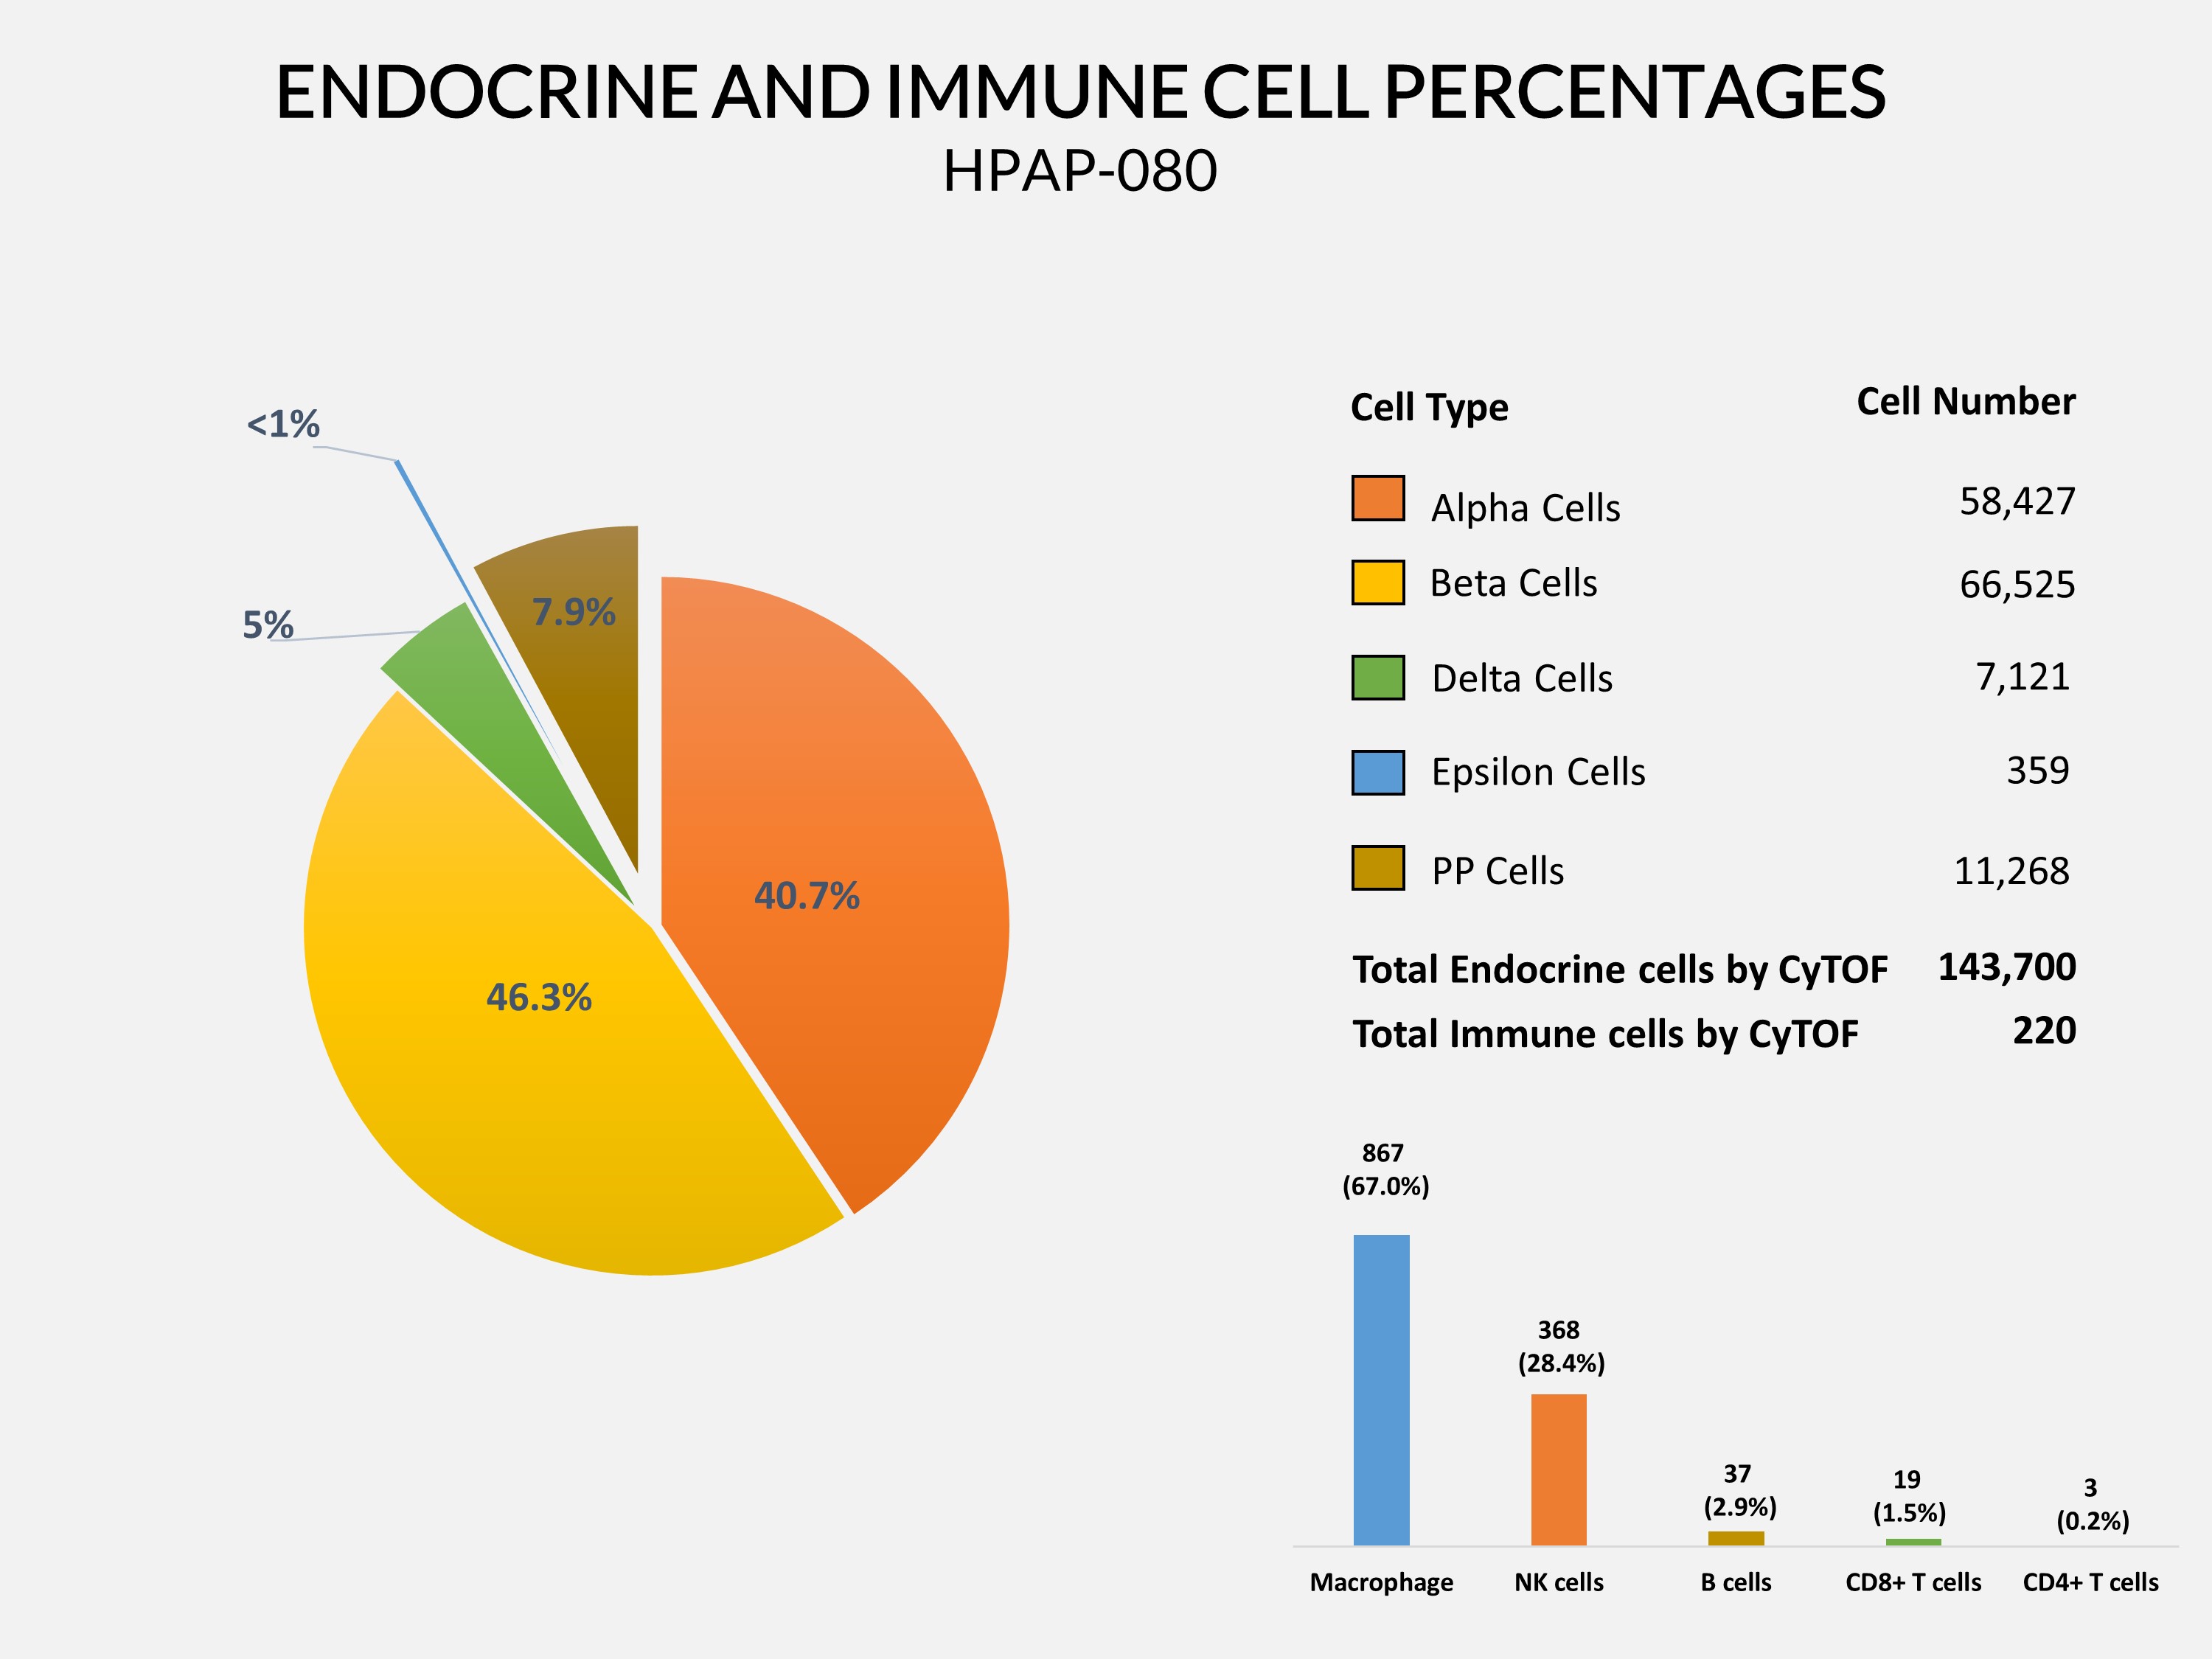 ENDOCRINE AND IMMUNE CELL PERCENTAGES
HPAP-080
<1%
5%
7.9%
40.7%
46.3%
Cell Type Cell Number
Alpha Cells 58,427
Beta Cells 66,525
Delta Cells 7,121
Epsilon Cells 359
PP Cells 11,268
Total Endocrine cells by CyTOF 143,700
Total Immune cells by CyTOF 220
867
(67.0%)
368
(28.4%)
37
(2.9%)
19
(1.5%)
3
(0.2%)
Macrophage NK cells B cells CD8+ T cells CD4+ T cells